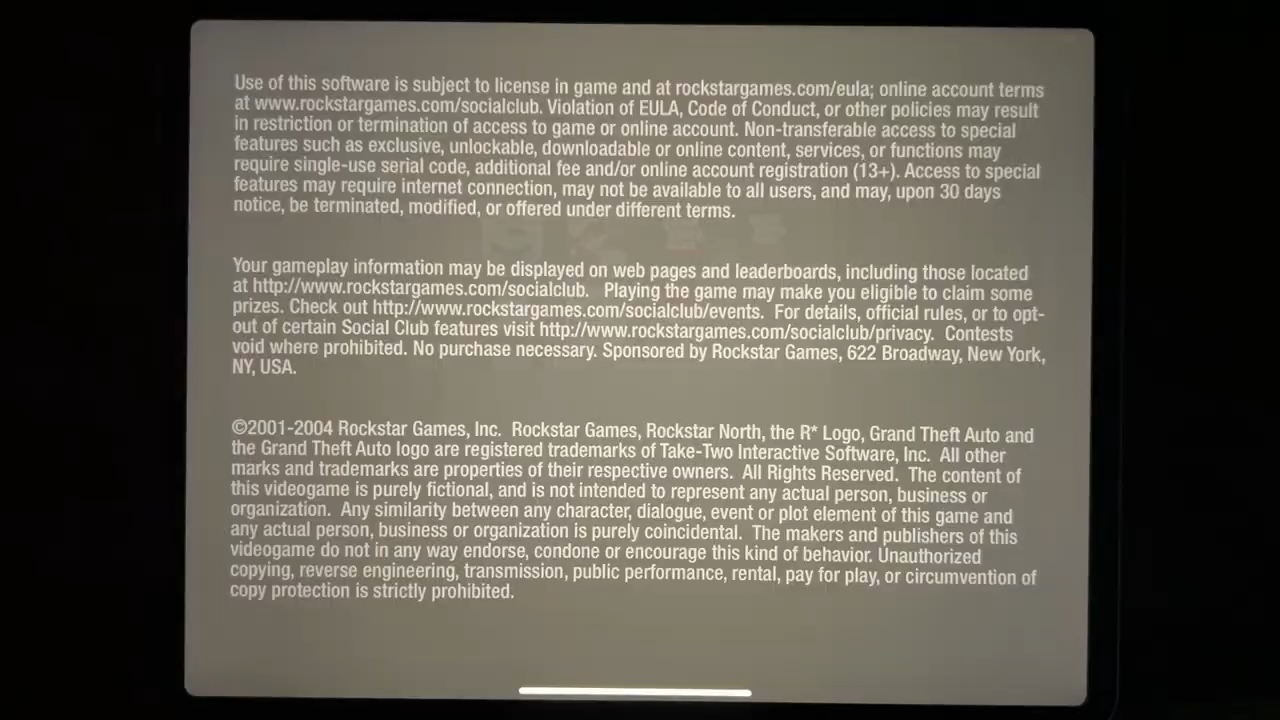 Use of this software is subject to license in game and at rockstargames.com/eula; online account terms
at www.rockstargames.com/socialclub. Violation of EULA, Code of Conduct, or other policies may result
in restriction or termination of access to game or online account. Non-transferable access to special
features such as exclusive, unlockable, downloadable or online content, services, or functions may
require single-use serial code, additional fee and/or online account registration (13+). Access to special
features may require internet connection, may not be available to all users, and may, upon 30 days
notice, be terminated, modified, or offered under different terms.
Your gameplay information may be displayed on web pages and leaderboards, including those located
at http://www.rockstargames.com/socialclub.   Playing the game may make you eligible to claim some
prizes. Check out http://www.rockstargames.com/socialclub/events.  For details, official rules, or to opt-
out of certain Social Club features visit http://www.rockstargames.com/socialclub/privacy.  Contests
void where prohibited. No purchase necessary. Sponsored by Rockstar Games, 622 Broadway, New York,
NY, USA.
©2001-2004 Rockstar Games, Inc.  Rockstar Games, Rockstar North, the R* Logo, Grand Theft Auto and
the Grand Theft Auto logo are registered trademarks of Take-Two Interactive Software, Inc.  All other
marks and trademarks are properties of their respective owners.  All Rights Reserved.  The content of
this videogame is purely fictional, and is not intended to represent any actual person, business or
organization.  Any similarity between any character, dialogue, event or plot element of this game and
any actual person, business or organization is purely coincidental.  The makers and publishers of this
videogame do not in any way endorse, condone or encourage this kind of behavior. Unauthorized
copying, reverse engineering, transmission, public performance, rental, pay for play, or circumvention of
copy protection is strictly prohibited.